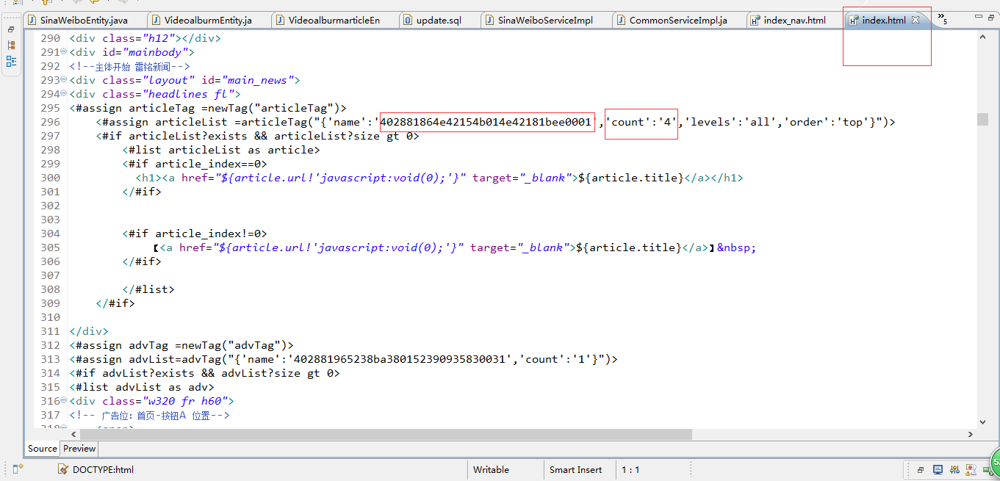 SinaWeiboEntity.java VideoalburmEntity.ja VideoalburmarticleEn update.sql SinaWeiboServiceImpl CommonServiceImpl.ja index_nav.html index.html »5
290 <div class="h12"></div>
291 <div id="mainbody">
292 <!--主体开始 雷铭新闻-->
293 <div class="layout" id="main_news">
294 <div class="headlines fl">
295 <#assign articleTag =newTag("articleTag")>
296     <#assign articleList =articleTag("{'name':'402881864e42154b014e42181bee0001','count':'4','levels':'all','order':'top'}")>
297     <#if articleList?exists && articleList?size gt 0>
298         <#list articleList as article>
299         <#if article_index==0>
300           <h1><a href="${article.url!'javascript:void(0);'}" target="_blank">${article.title}</a></h1>
301         </#if>
302
303
304         <#if article_index!=0>
305             【<a href="${article.url!'javascript:void(0);'}" target="_blank">${article.title}</a>】&nbsp;
306         </#if>
307
308         </#list>
309     </#if>
310
311 </div>
312 <#assign advTag =newTag("advTag")>
313 <#assign advList=advTag("{'name':'402881965238ba380152390935830031','count':'1'}")>
314 <#if advList?exists && advList?size gt 0>
315 <#list advList as adv>
316 <div class="w320 fr h60">
317 <!-- 广告位：首页-按钮A 位置-->
Source Preview
DOCTYPE:html Writable Smart Insert 1 : 1